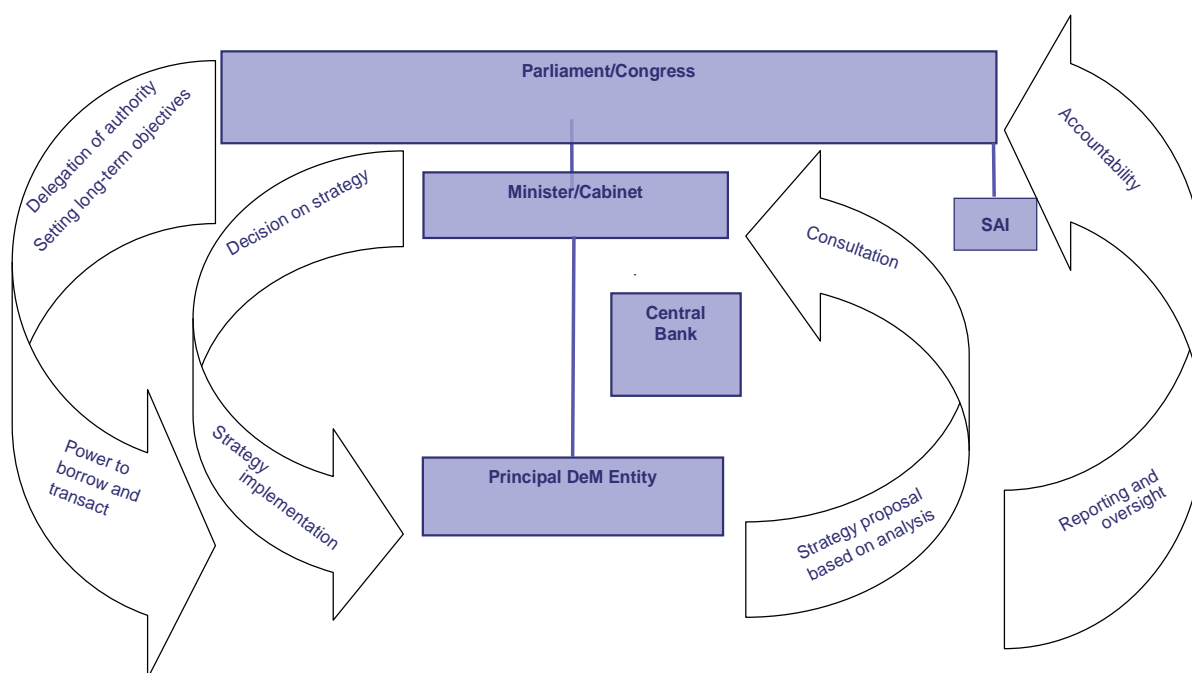 Parliament/Congress
Delegation of authority
Setting long-term objectives
Accountability
Minister/Cabinet
Decision on strategy
SAI
Consultation
Central
Bank
Power to
borrow and
transact
Strategy
implementation
Principal DeM Entity
Strategy proposal
based on analysis
Reporting and
oversight